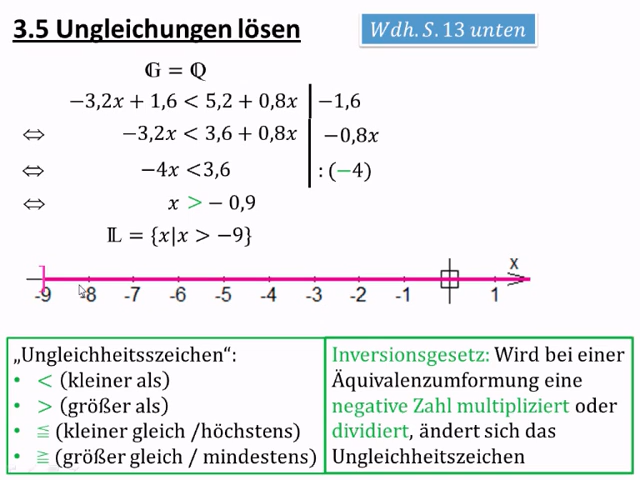 3.5 Ungleichungen lösen
Wdh. S. 13 unten
𝔾 = ℚ
−3,2x + 1,6 < 5,2 + 0,8x | −1,6
⇔ −3,2x < 3,6 + 0,8x | −0,8x
⇔ −4x <3,6 | : (−4)
⇔ x > − 0,9
𝕃 = {x|x > −9}
x
-9 -8 -7 -6 -5 -4 -3 -2 -1 1
„Ungleichheitsszeichen“:
• < (kleiner als)
• > (größer als)
• ≦ (kleiner gleich /höchstens)
• ≧ (größer gleich / mindestens)
Inversionsgesetz: Wird bei einer
Äquivalenzumformung eine
negative Zahl multipliziert oder
dividiert, ändert sich das
Ungleichheitszeichen